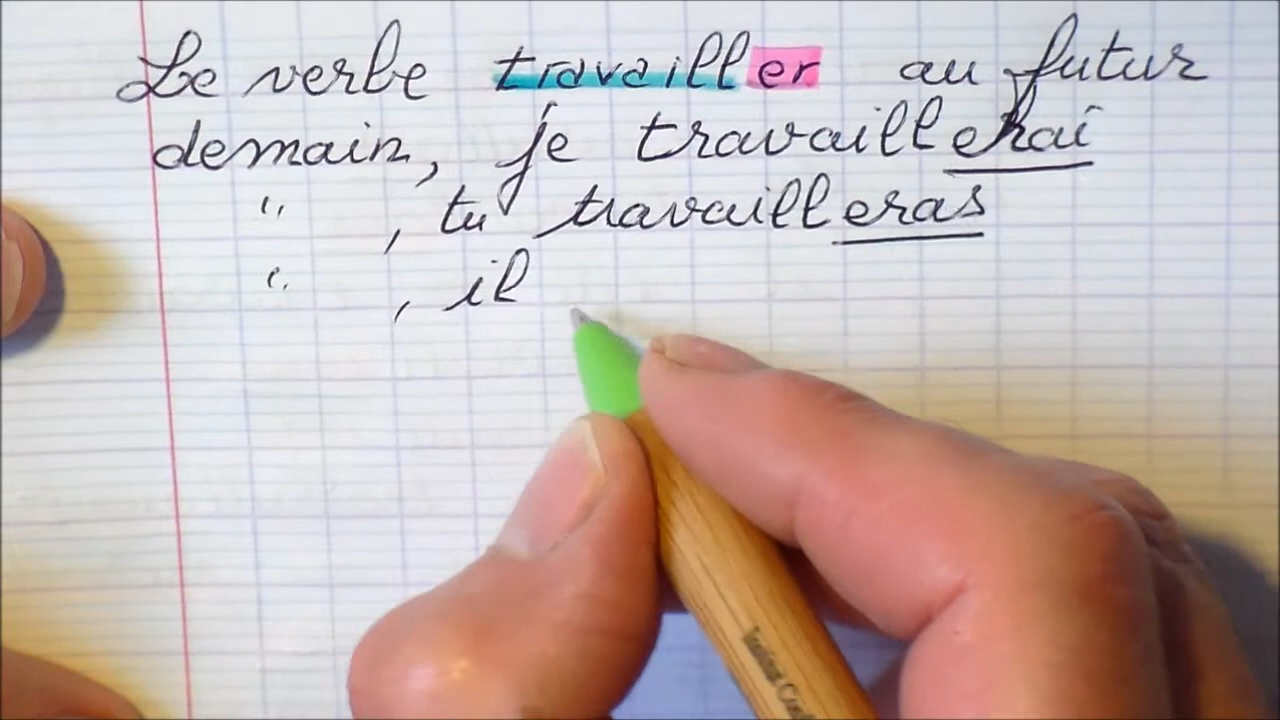 Le verbe travailler au futur
demain, je travaillerai
" , tu travailleras
" , il